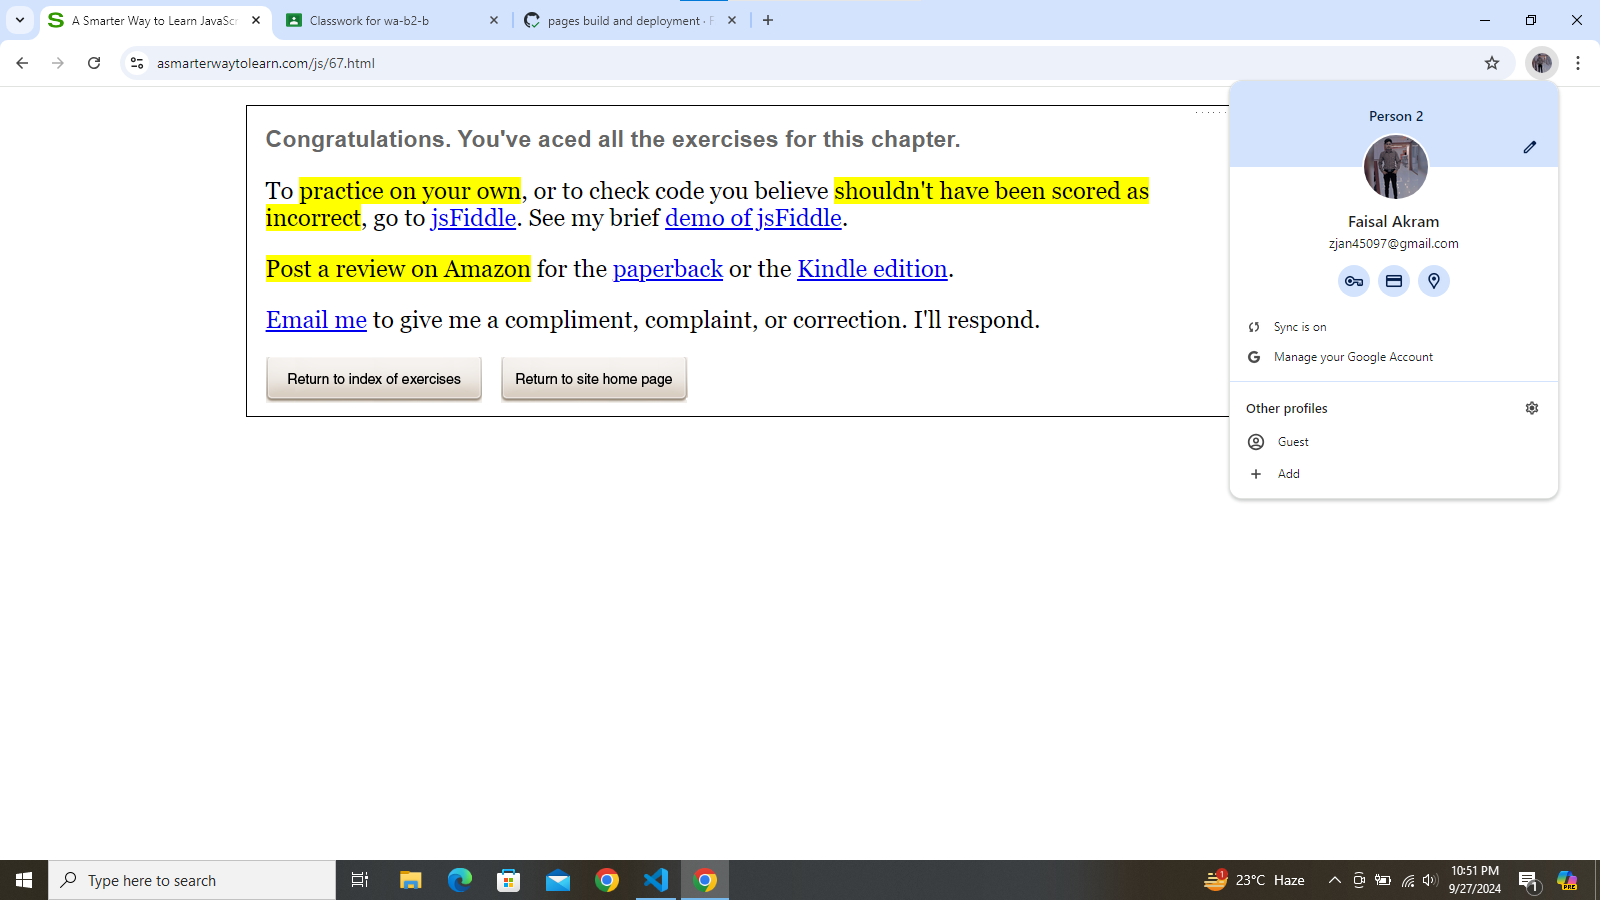 A Smarter Way to Learn JavaScr
Classwork for wa-b2-b
pages build and deployment · F
asmarterwaytolearn.com/js/67.html
Congratulations. You've aced all the exercises for this chapter.
To practice on your own, or to check code you believe shouldn't have been scored as
incorrect, go to jsFiddle. See my brief demo of jsFiddle.
Post a review on Amazon for the paperback or the Kindle edition.
Email me to give me a compliment, complaint, or correction. I'll respond.
Return to index of exercises
Return to site home page
Person 2
Faisal Akram
zjan45097@gmail.com
Sync is on
Manage your Google Account
Other profiles
Guest
Add
Type here to search
1
23°C Haze
10:51 PM
9/27/2024
1
PRE